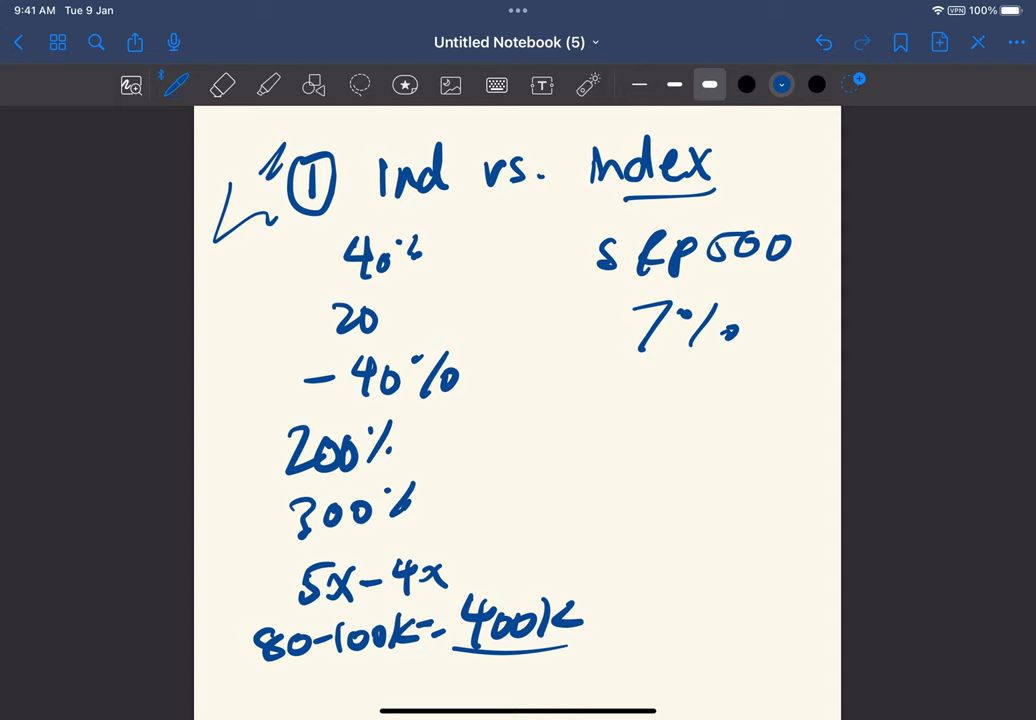 9:41 AM Tue 9 Jan
VPN 100%
Untitled Notebook (5)
① Ind vs. Index
40% S&P500
20 7%
-40%
200%
300%
5x-4x
80-100K= 400K